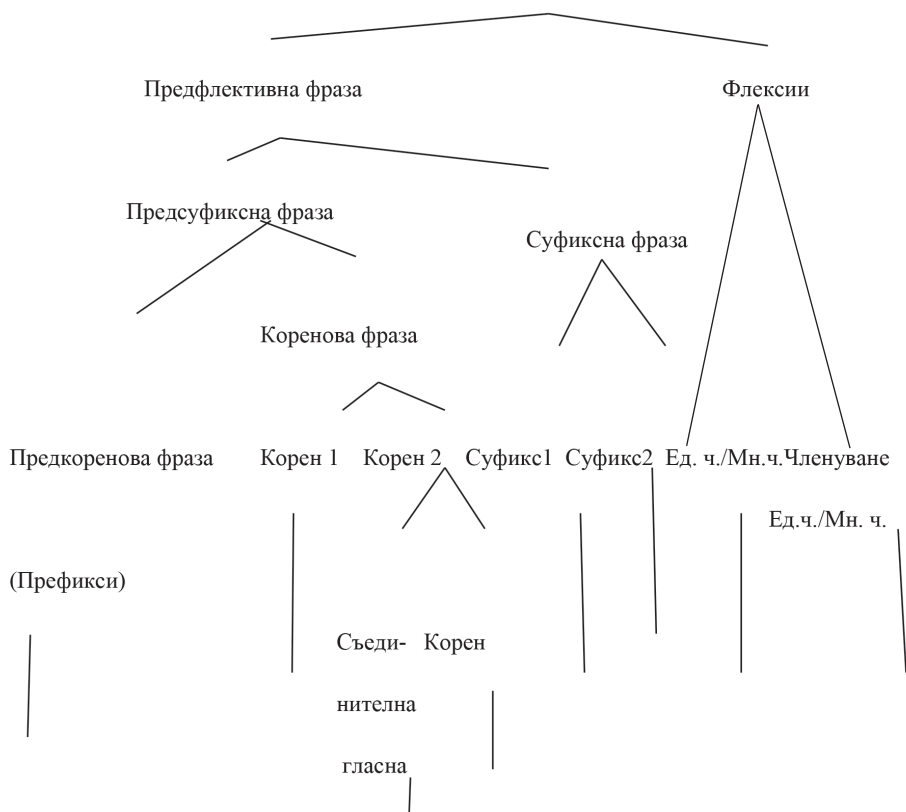 Предфлективна фраза Флексии
Предсуфиксна фраза
Суфиксна фраза
Коренова фраза
Предкоренова фраза Корен 1 Корен 2 Суфикс1 Суфикс2 Ед. ч./Мн.ч.Членуване
Ед.ч./Мн. ч.
(Префикси)
Съеди- Корен
нителна
гласна